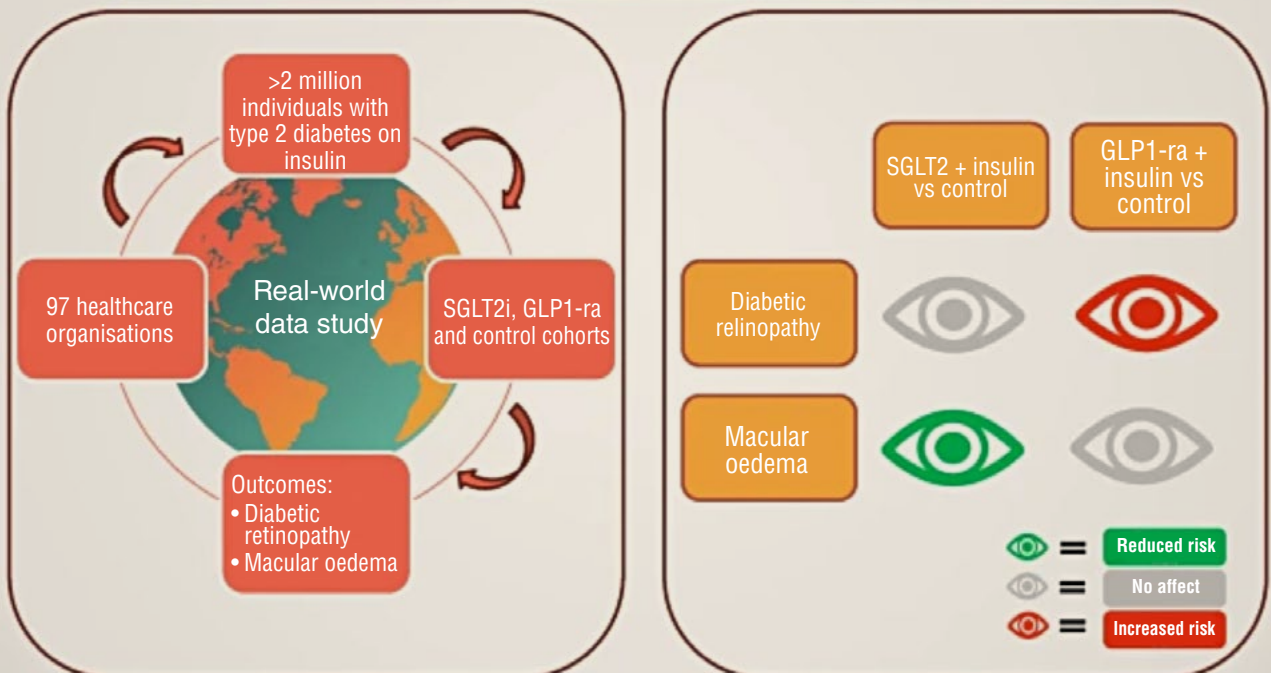 >2 million
individuals with
type 2 diabetes on
insulin
97 healthcare
organisations
Real-world
data study
SGLT2i, GLP1-ra
and control cohorts
Outcomes:
• Diabetic
retinopathy
• Macular oedema
SGLT2 + insulin
vs control
GLP1-ra +
insulin vs
control
Diabetic
relinopathy
Macular
oedema
= Reduced risk
= No affect
= Increased risk